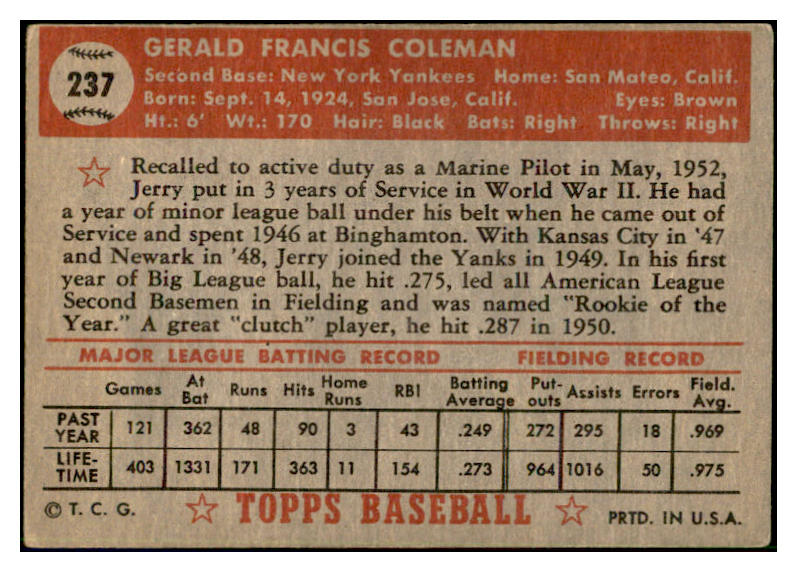 237
GERALD FRANCIS COLEMAN
Second Base: New York Yankees Home: San Mateo, Calif.
Born: Sept. 14, 1924, San Jose, Calif. Eyes: Brown
Ht.: 6' Wt.: 170 Hair: Black Bats: Right Throws: Right
Recalled to active duty as a Marine Pilot in May, 1952,
Jerry put in 3 years of Service in World War II. He had
a year of minor league ball under his belt when he came out of
Service and spent 1946 at Binghamton. With Kansas City in '47
and Newark in '48, Jerry joined the Yanks in 1949. In his first
year of Big League ball, he hit .275, led all American League
Second Basemen in Fielding and was named "Rookie of the
Year." A great "clutch" player, he hit .287 in 1950.
MAJOR LEAGUE BATTING RECORD FIELDING RECORD
Games At Bat Runs Hits Home Runs RBI Batting Average Put-outs Assists Errors Field. Avg.
PAST YEAR 121 362 48 90 3 43 .249 272 295 18 .969
LIFE-TIME 403 1331 171 363 11 154 .273 964 1016 50 .975
© T. C. G. TOPPS BASEBALL PRTD. IN U.S.A.